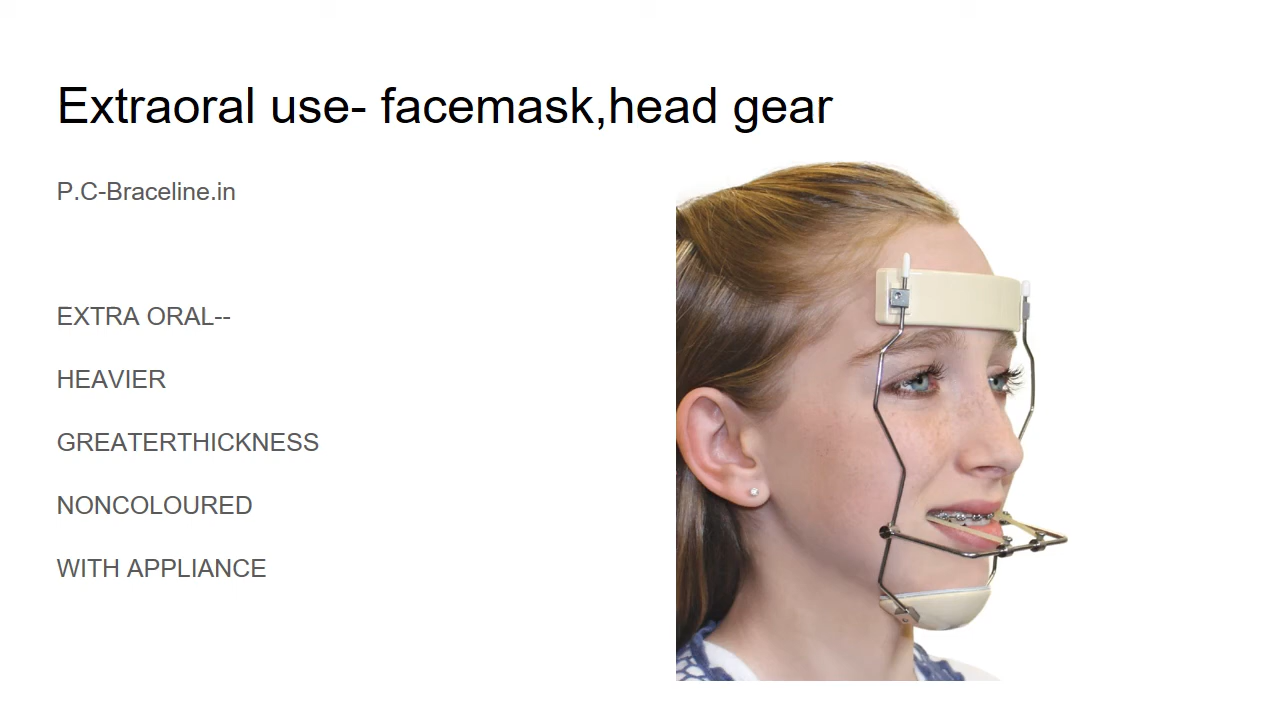 Extraoral use- facemask,head gear
P.C-Braceline.in
EXTRA ORAL--
HEAVIER
GREATERTHICKNESS
NONCOLOURED
WITH APPLIANCE